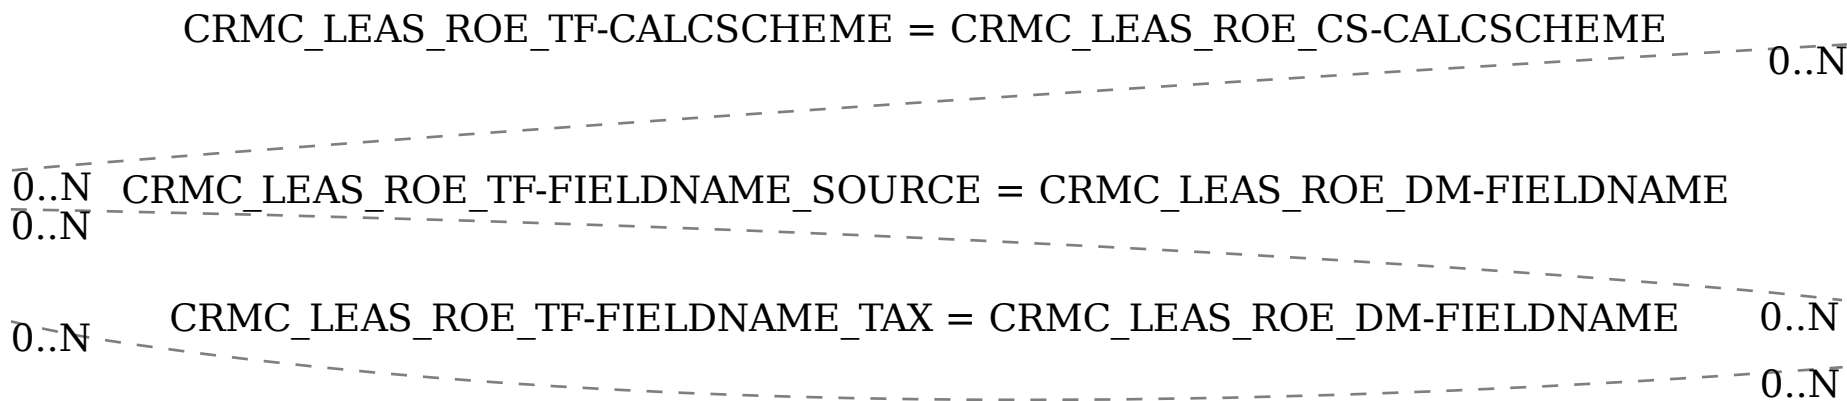 CRMC_LEAS_ROE_TF-CALCSCHEME = CRMC_LEAS_ROE_CS-CALCSCHEME
0..N
0..N CRMC_LEAS_ROE_TF-FIELDNAME_SOURCE = CRMC_LEAS_ROE_DM-FIELDNAME
0..N
CRMC_LEAS_ROE_TF-FIELDNAME_TAX = CRMC_LEAS_ROE_DM-FIELDNAME 0..N
0..N
0..N